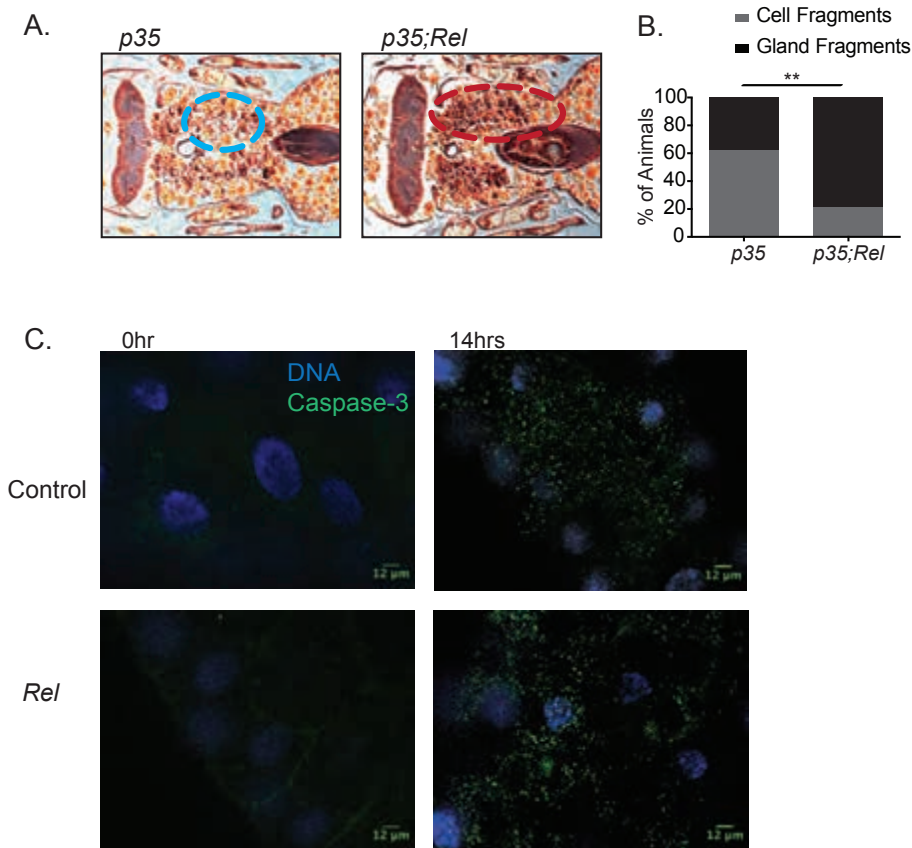 A.
p35
p35;Rel
B.
Cell Fragments
Gland Fragments
**
% of Animals
100
80
60
40
20
0
p35
p35;Rel
C.
0hr
14hrs
DNA
Caspase-3
Control
12 µm
12 µm
Rel
12 µm
12 µm